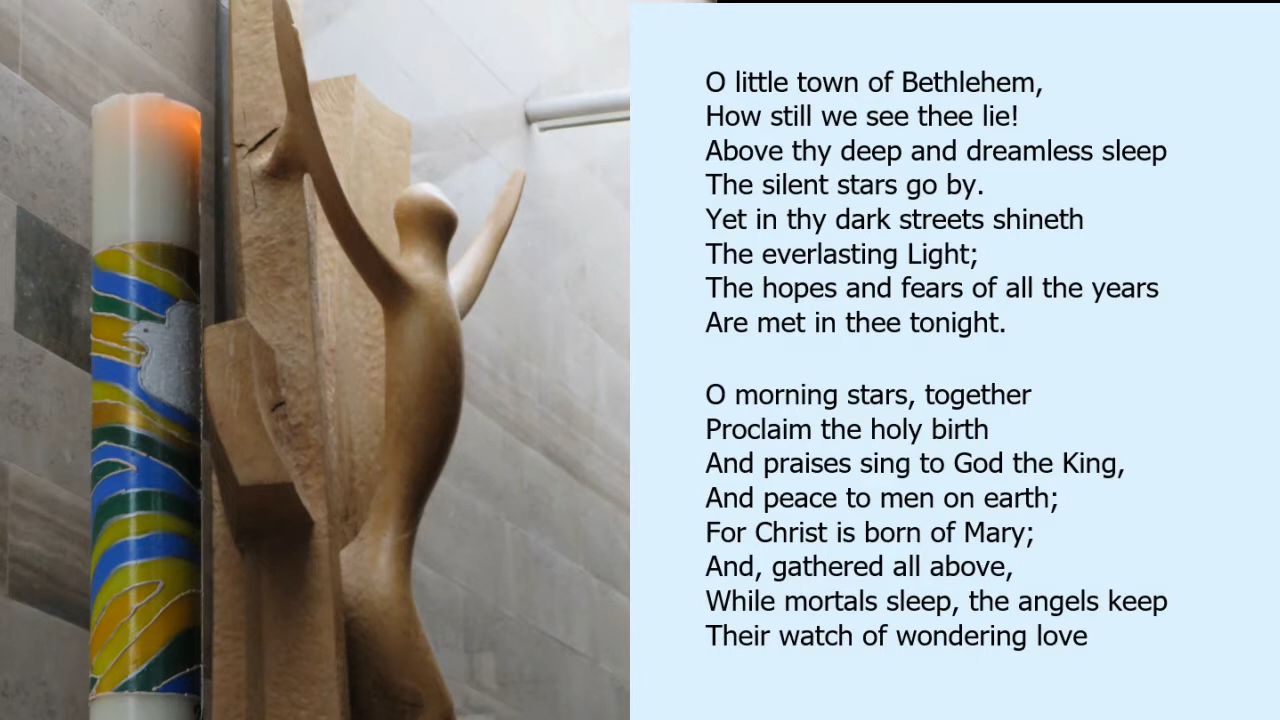 O little town of Bethlehem,
How still we see thee lie!
Above thy deep and dreamless sleep
The silent stars go by.
Yet in thy dark streets shineth
The everlasting Light;
The hopes and fears of all the years
Are met in thee tonight.

O morning stars, together
Proclaim the holy birth
And praises sing to God the King,
And peace to men on earth;
For Christ is born of Mary;
And, gathered all above,
While mortals sleep, the angels keep
Their watch of wondering love